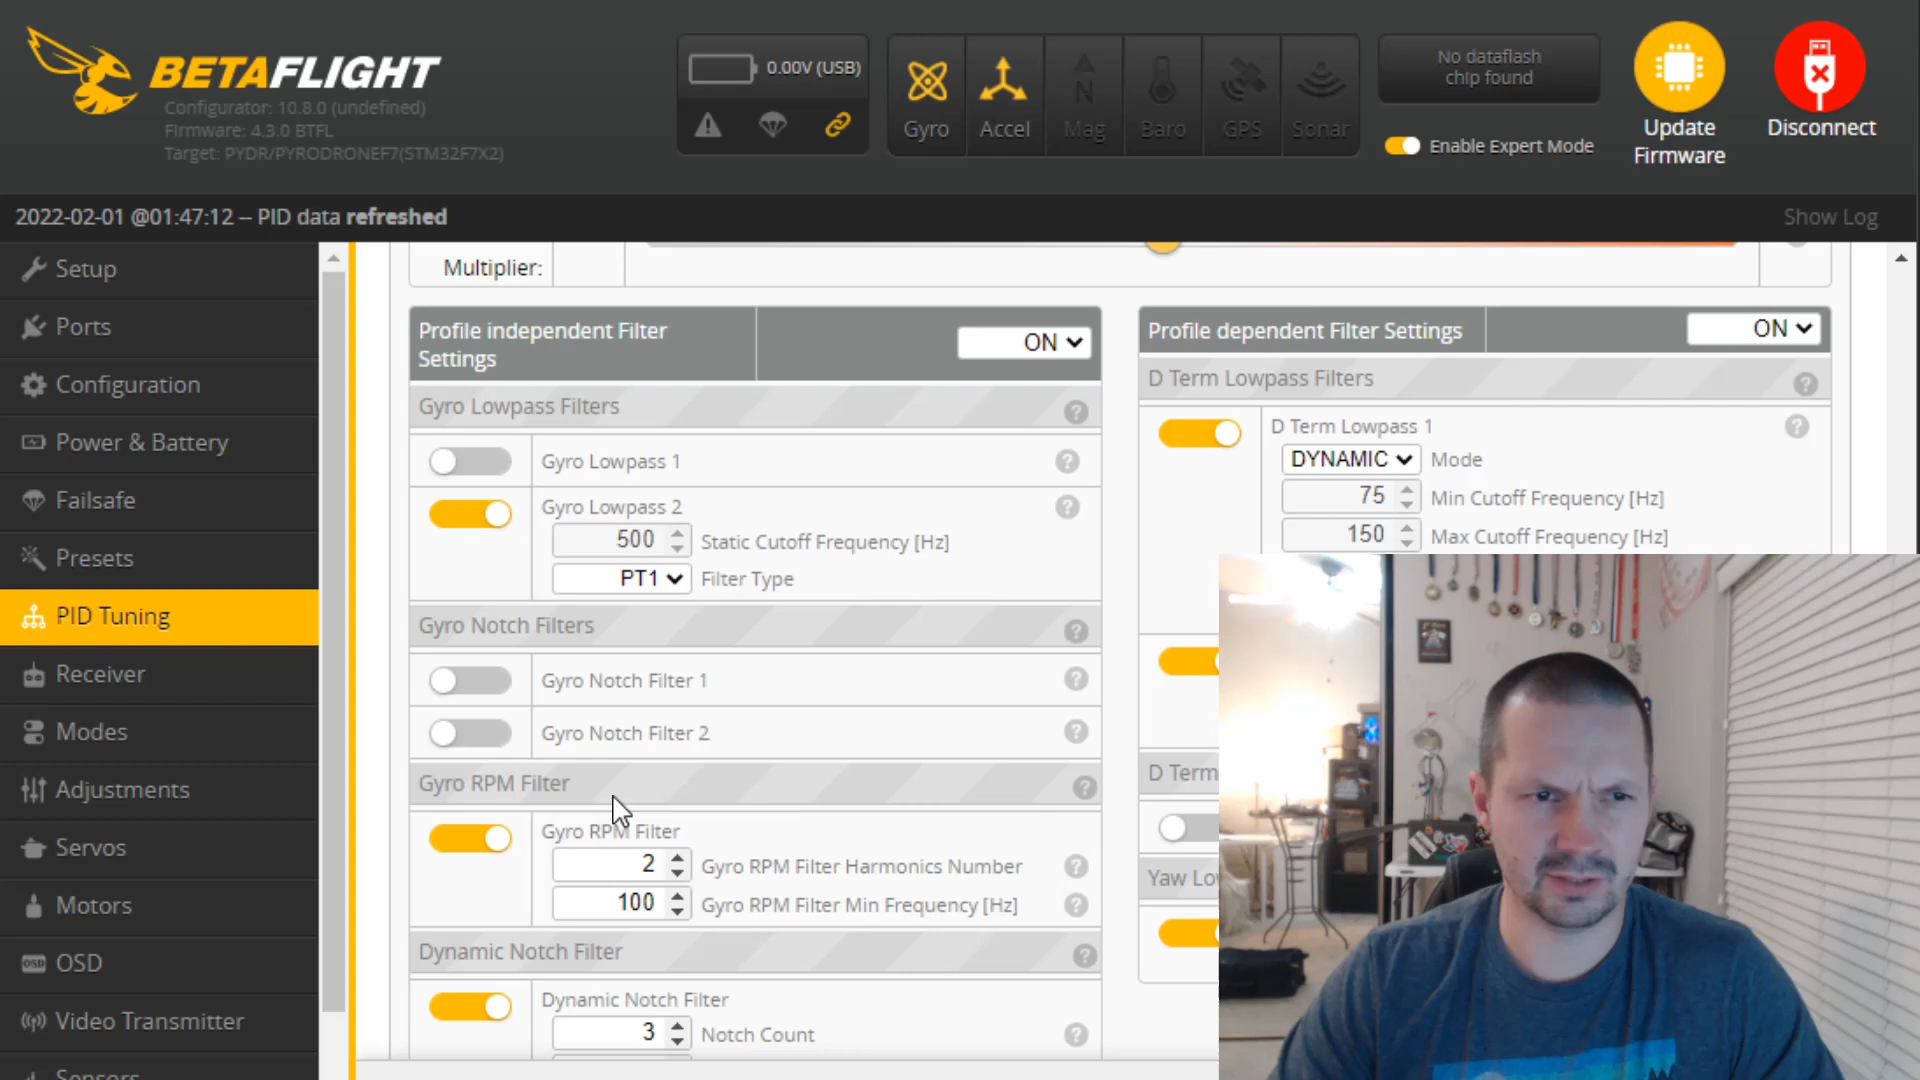 BETAFLIGHT
Configurator: 10.8.0 (undefined)
Firmware: 4.3.0 BTFL
Target: PYDR/PYRODRONEF7(STM32F7X2)
0.00V (USB)
Gyro
Accel
Mag
Baro
GPS
Sonar
No dataflash
chip found
Enable Expert Mode
Update
Firmware
Disconnect
2022-02-01 @01:47:12 – PID data refreshed
Show Log
Setup
Ports
Configuration
Power & Battery
Failsafe
Presets
PID Tuning
Receiver
Modes
Adjustments
Servos
Motors
OSD
OSD
Video Transmitter
Sensors
Multiplier:
Profile independent Filter
Settings
ON
Gyro Lowpass Filters
Gyro Lowpass 1
Gyro Lowpass 2
500 Static Cutoff Frequency [Hz]
PT1 Filter Type
Gyro Notch Filters
Gyro Notch Filter 1
Gyro Notch Filter 2
Gyro RPM Filter
Gyro RPM Filter
2 Gyro RPM Filter Harmonics Number
100 Gyro RPM Filter Min Frequency [Hz]
Dynamic Notch Filter
Dynamic Notch Filter
3 Notch Count
Profile dependent Filter Settings
ON
D Term Lowpass Filters
D Term Lowpass 1
DYNAMIC Mode
75 Min Cutoff Frequency [Hz]
150 Max Cutoff Frequency [Hz]
D Term
Yaw Lo